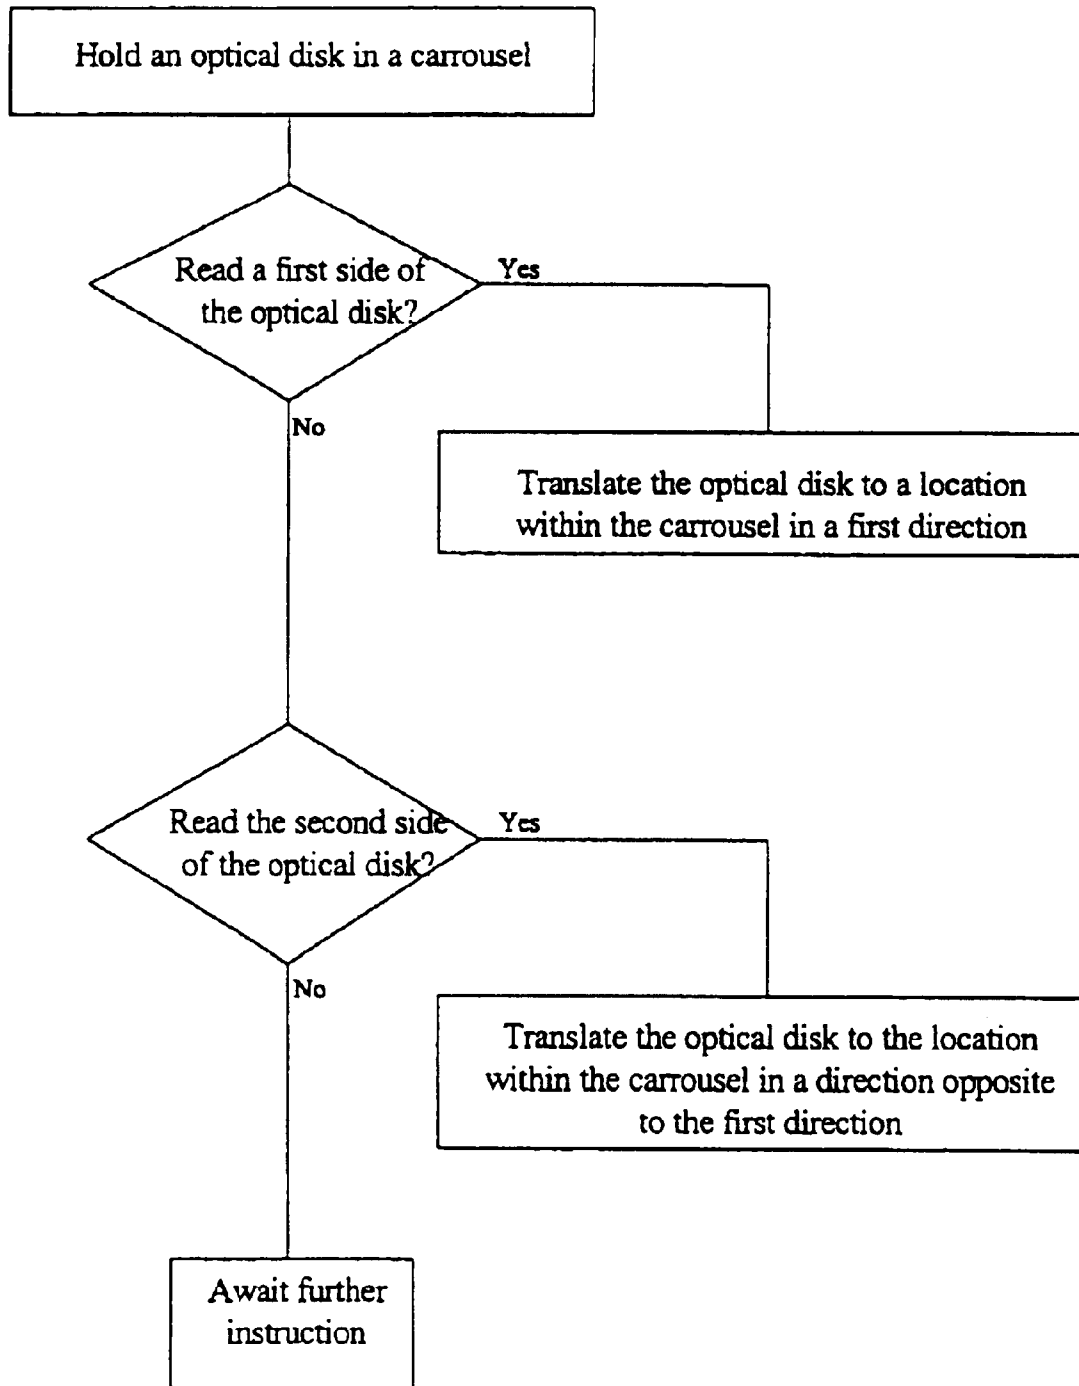 Hold an optical disk in a carrousel
Read a first side of
the optical disk?
Yes
No
Translate the optical disk to a location
within the carrousel in a first direction
Read the second side
of the optical disk?
Yes
No
Translate the optical disk to the location
within the carrousel in a direction opposite
to the first direction
Await further
instruction